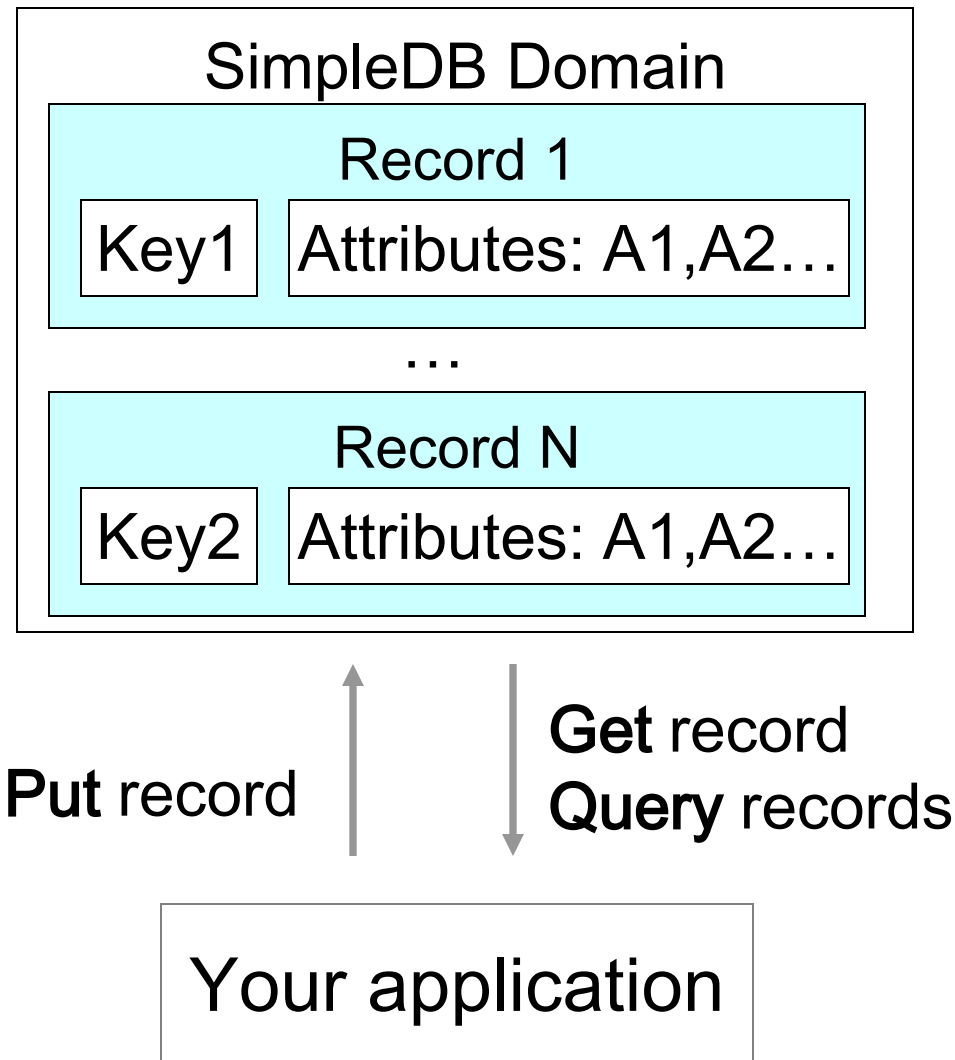 SimpleDB Domain
Record 1
Key1 Attributes: A1,A2…
…
Record N
Key2 Attributes: A1,A2…
Put record
Get record
Query records
Your application